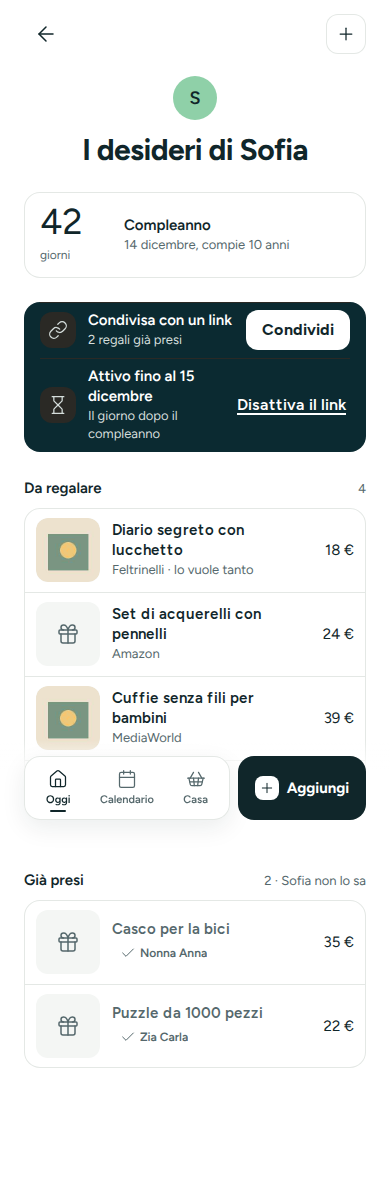 S
I desideri di Sofia
42
giorni
Compleanno
14 dicembre, compie 10 anni
Condivisa con un link
2 regali già presi
Condividi
Attivo fino al 15
dicembre
Il giorno dopo il
compleanno
Disattiva il link
Da regalare
4
Diario segreto con
lucchetto
Feltrinelli · lo vuole tanto
18 €
Set di acquerelli con
pennelli
Amazon
24 €
Cuffie senza fili per
bambini
MediaWorld
39 €
Oggi
Calendario
Casa
Aggiungi
Già presi
2 · Sofia non lo sa
Casco per la bici
Nonna Anna
35 €
Puzzle da 1000 pezzi
Zia Carla
22 €